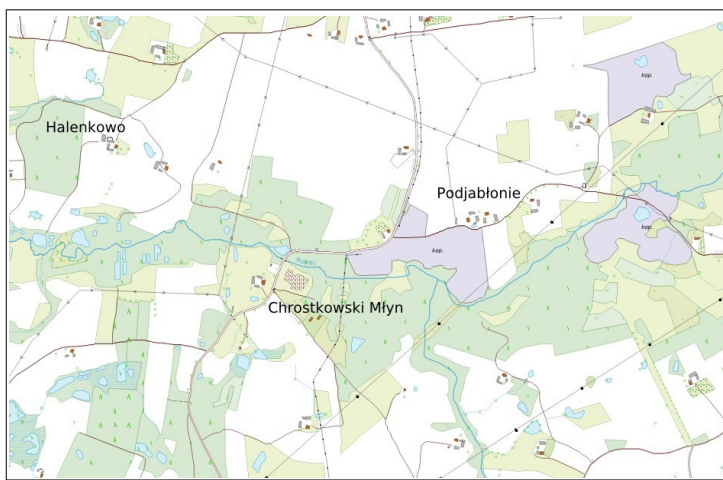 kop.
Halenkowo
Podjabłonie
kop.
kop.
Chrostkowski Młyn